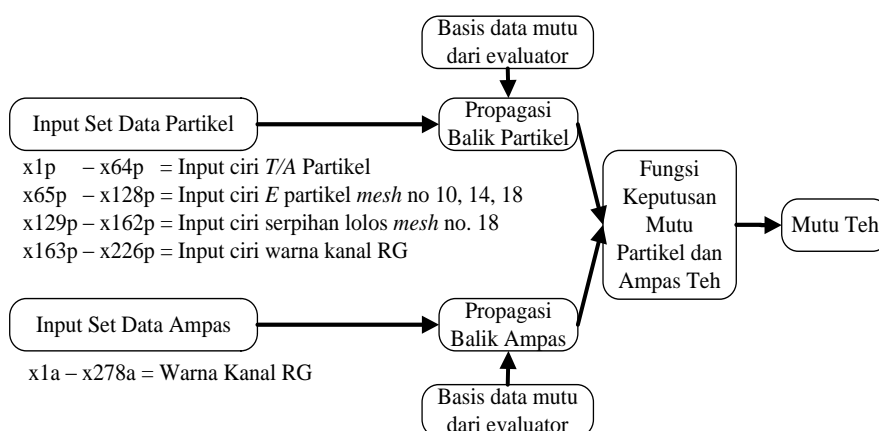 Basis data mutu
dari evaluator
Input Set Data Partikel
Propagasi
Balik Partikel
x1p – x64p = Input ciri T/A Partikel
x65p – x128p = Input ciri E partikel mesh no 10, 14, 18
x129p – x162p = Input ciri serpihan lolos mesh no. 18
x163p – x226p = Input ciri warna kanal RG
Fungsi
Keputusan
Mutu
Partikel dan
Ampas Teh
Mutu Teh
Input Set Data Ampas
Propagasi
Balik Ampas
x1a – x278a = Warna Kanal RG
Basis data mutu
dari evaluator